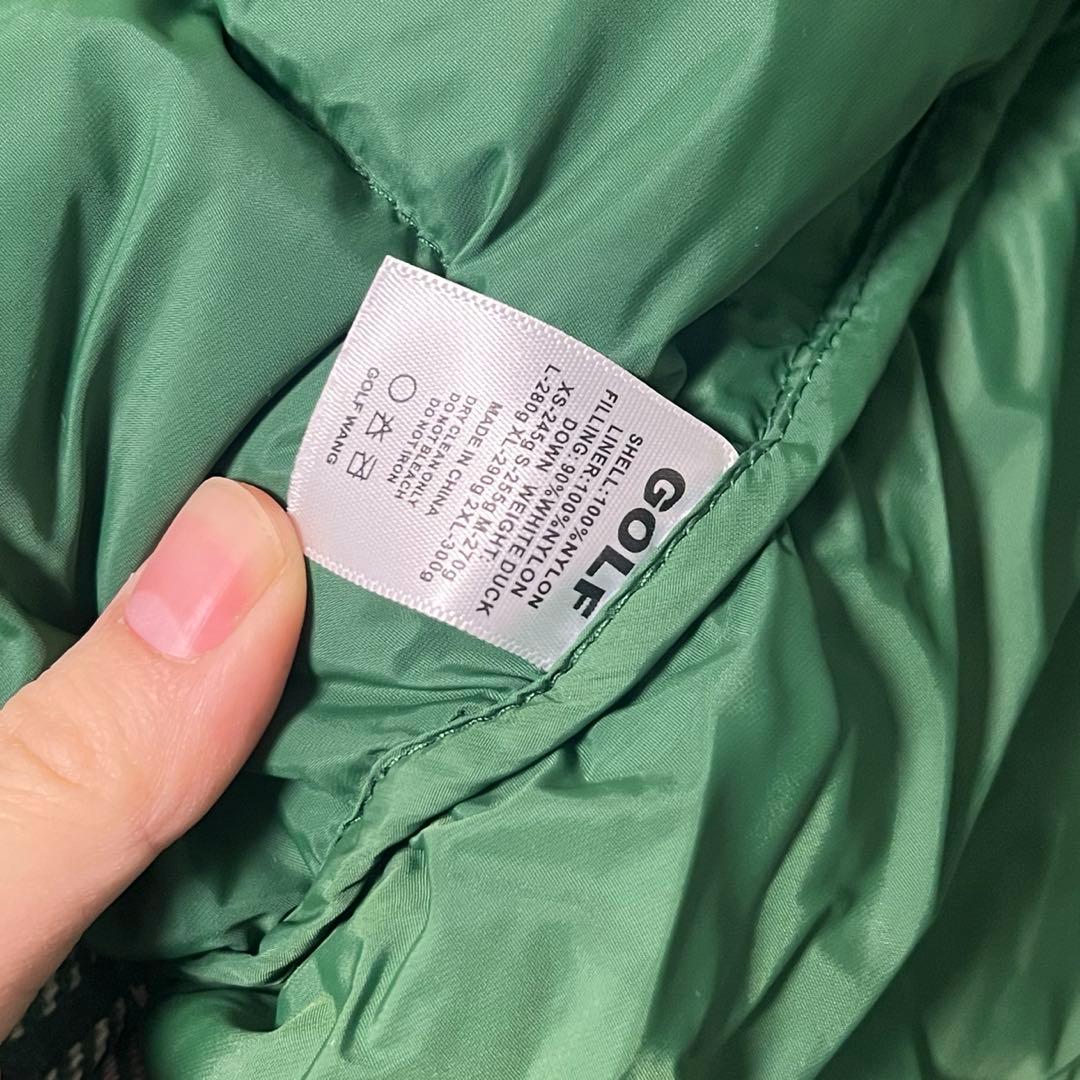 GOLF
SHELL:100%NYLON
LINER:100%NYLON
FILLING: 90%WHITE DUCK
DOWN WEIGHT:
XS-245g S-255g M-270g
L-280g XL-290g 2XL-300g
MADE IN CHINA
DRY CLEAN ONLY
DO NOT BLEACH
DO NOT IRON
GOLF WANG